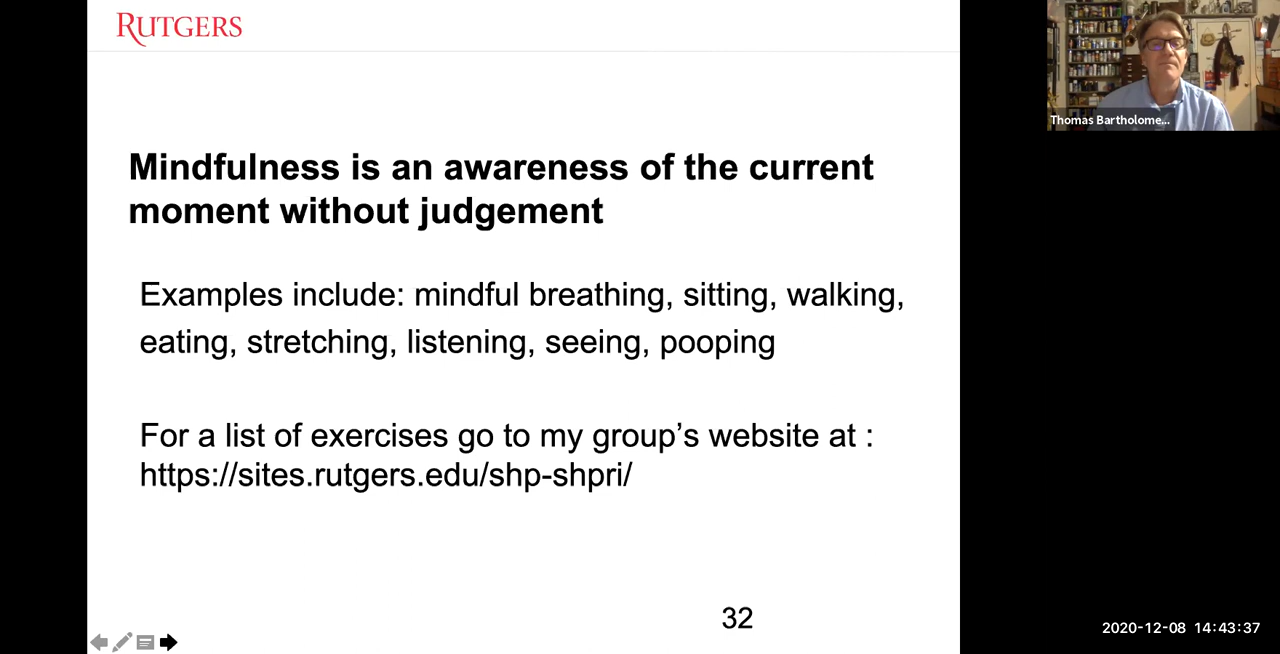 RUTGERS
Mindfulness is an awareness of the current
moment without judgement
Examples include: mindful breathing, sitting, walking,
eating, stretching, listening, seeing, pooping
For a list of exercises go to my group’s website at :
https://sites.rutgers.edu/shp-shpri/
32
Thomas Bartholome...
2020-12-08 14:43:37